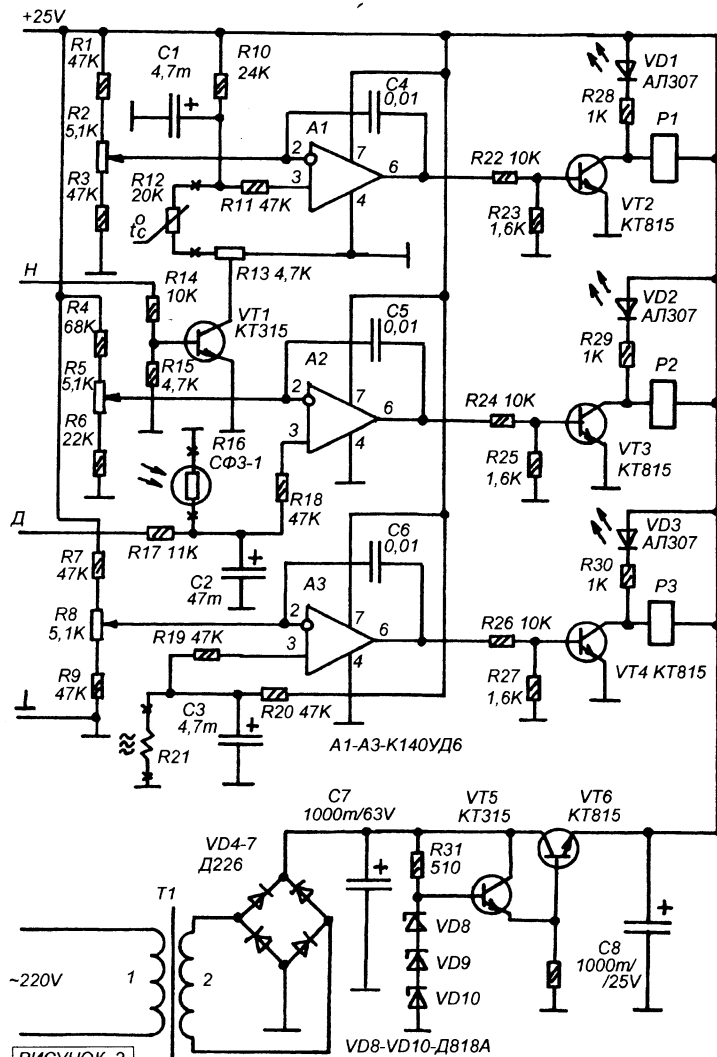 +25V
R1
47K
C1
4,7m
+
R10
24K
R2
5,1K
R3
47K
R12
20K
t°c
R11 47K
2
3
A1
7
4
6
C4
0,01
R22 10K
R23
1,6K
VT2
KT815
VD1
АЛ307
R28
1K
P1
R13 4,7K
Н
R14
10K
R4
68K
VT1
KT315
R5
5,1K
R15
4,7K
R6
22K
R16
СФ3-1
2
3
A2
7
4
6
C5
0,01
R24 10K
R25
1,6K
VT3
KT815
VD2
АЛ307
R29
1K
P2
R18
47K
Д
R17 11K
R7
47K
C2
47m
+
R8
5,1K
R9
47K
R19 47K
2
3
A3
7
4
6
C6
0,01
R26 10K
R27
1,6K
VT4 KT815
VD3
АЛ307
R30
1K
P3
C3
4,7m
+
R20 47K
R21
A1-A3-К140УД6
T1
~220V
1
2
VD4-7
Д226
C7
1000m/63V
+
R31
510
VT5
KT315
VT6
KT815
VD8
VD9
VD10
C8
1000m/
/25V
+
VD8-VD10-Д818А
РИСУНОК 2